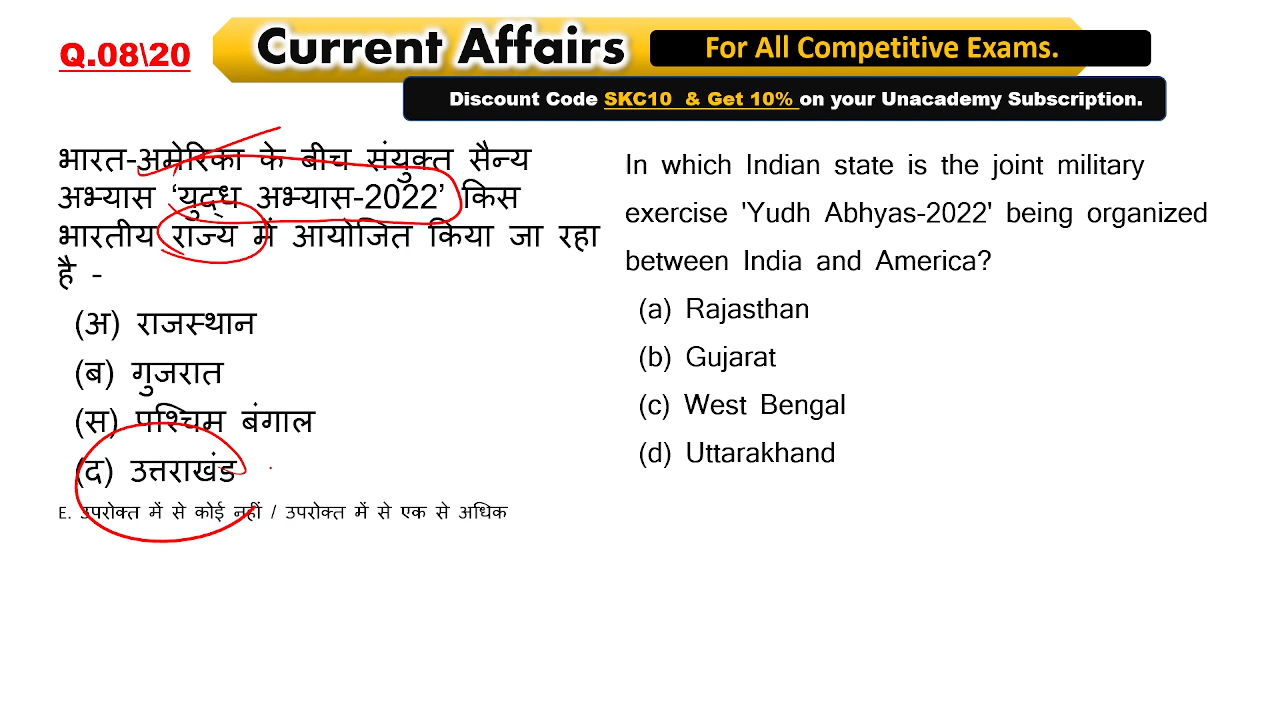 Q.08\20
Current Affairs
For All Competitive Exams.
Discount Code SKC10 & Get 10% on your Unacademy Subscription.
भारत-अमेरिका के बीच संयुक्त सैन्य
अभ्यास ‘युद्ध अभ्यास-2022’ किस
भारतीय राज्य में आयोजित किया जा रहा
है -
(अ) राजस्थान
(ब) गुजरात
(स) पश्चिम बंगाल
(द) उत्तराखंड
E. उपरोक्त में से कोई नहीं / उपरोक्त में से एक से अधिक
In which Indian state is the joint military
exercise 'Yudh Abhyas-2022' being organized
between India and America?
(a) Rajasthan
(b) Gujarat
(c) West Bengal
(d) Uttarakhand